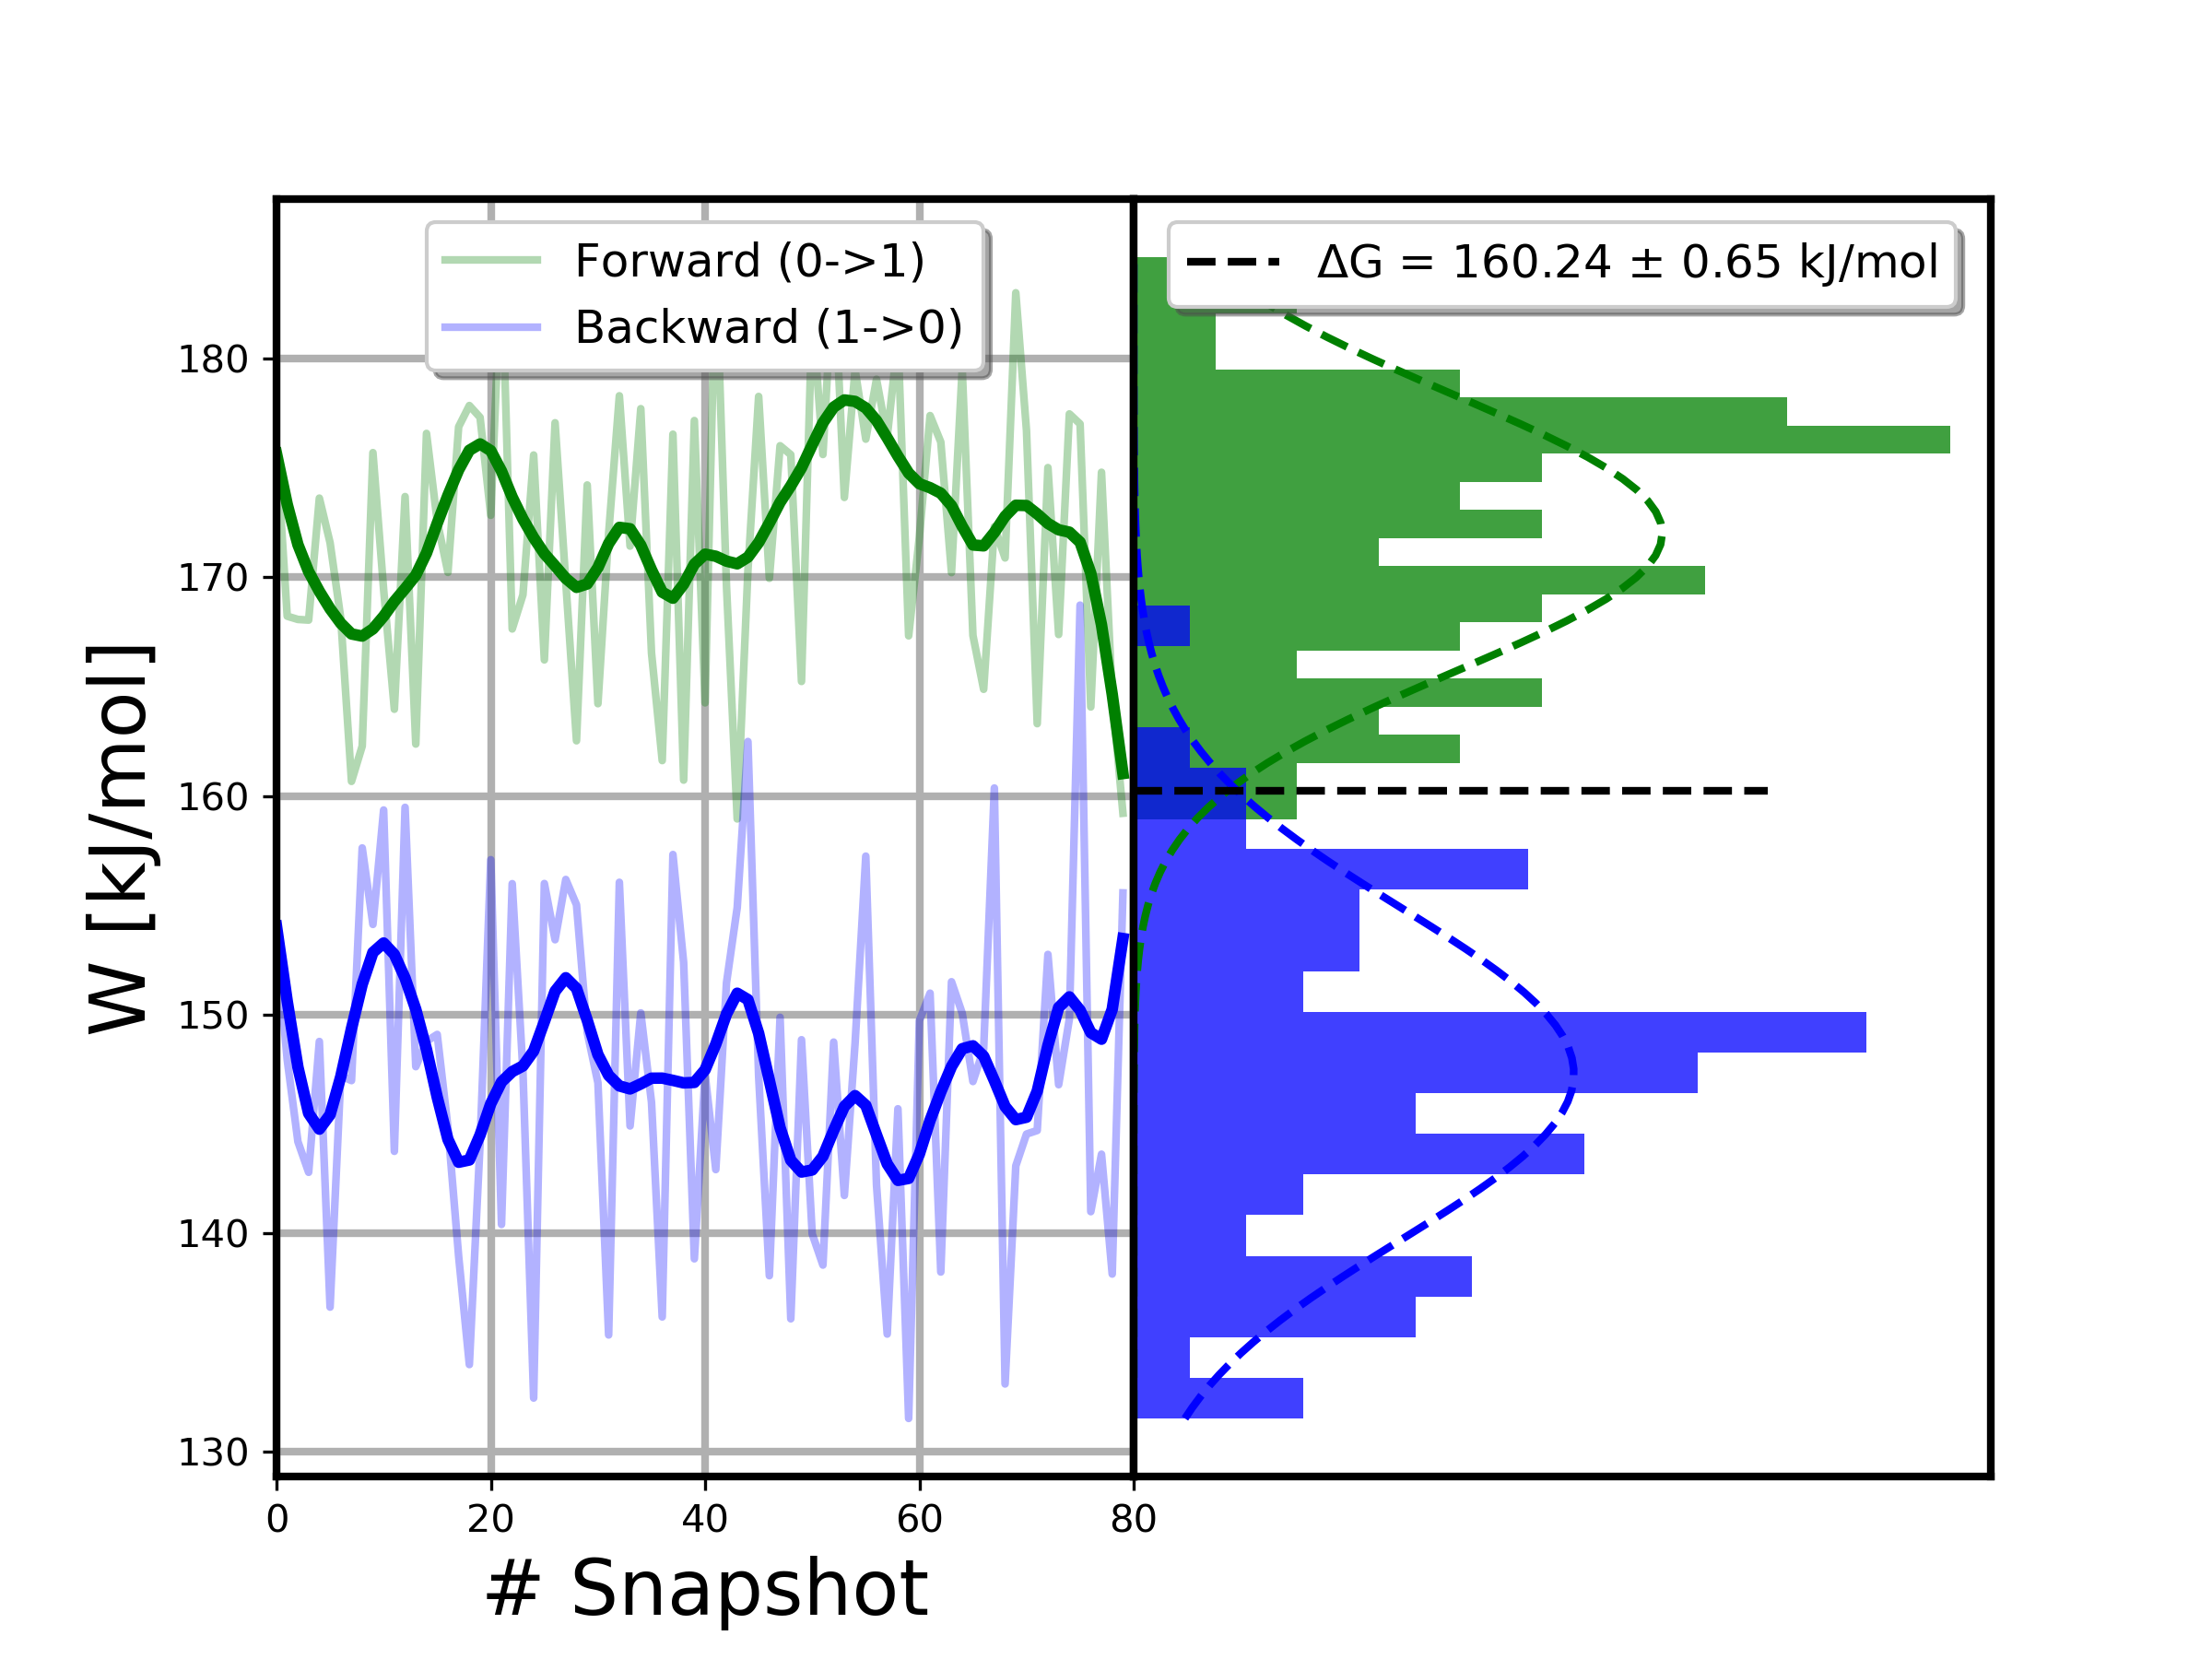 Forward (0->1)
Backward (1->0)
ΔG = 160.24 ± 0.65 kJ/mol
W [kJ/mol]
180
170
160
150
140
130
0 20 40 60 80
# Snapshot